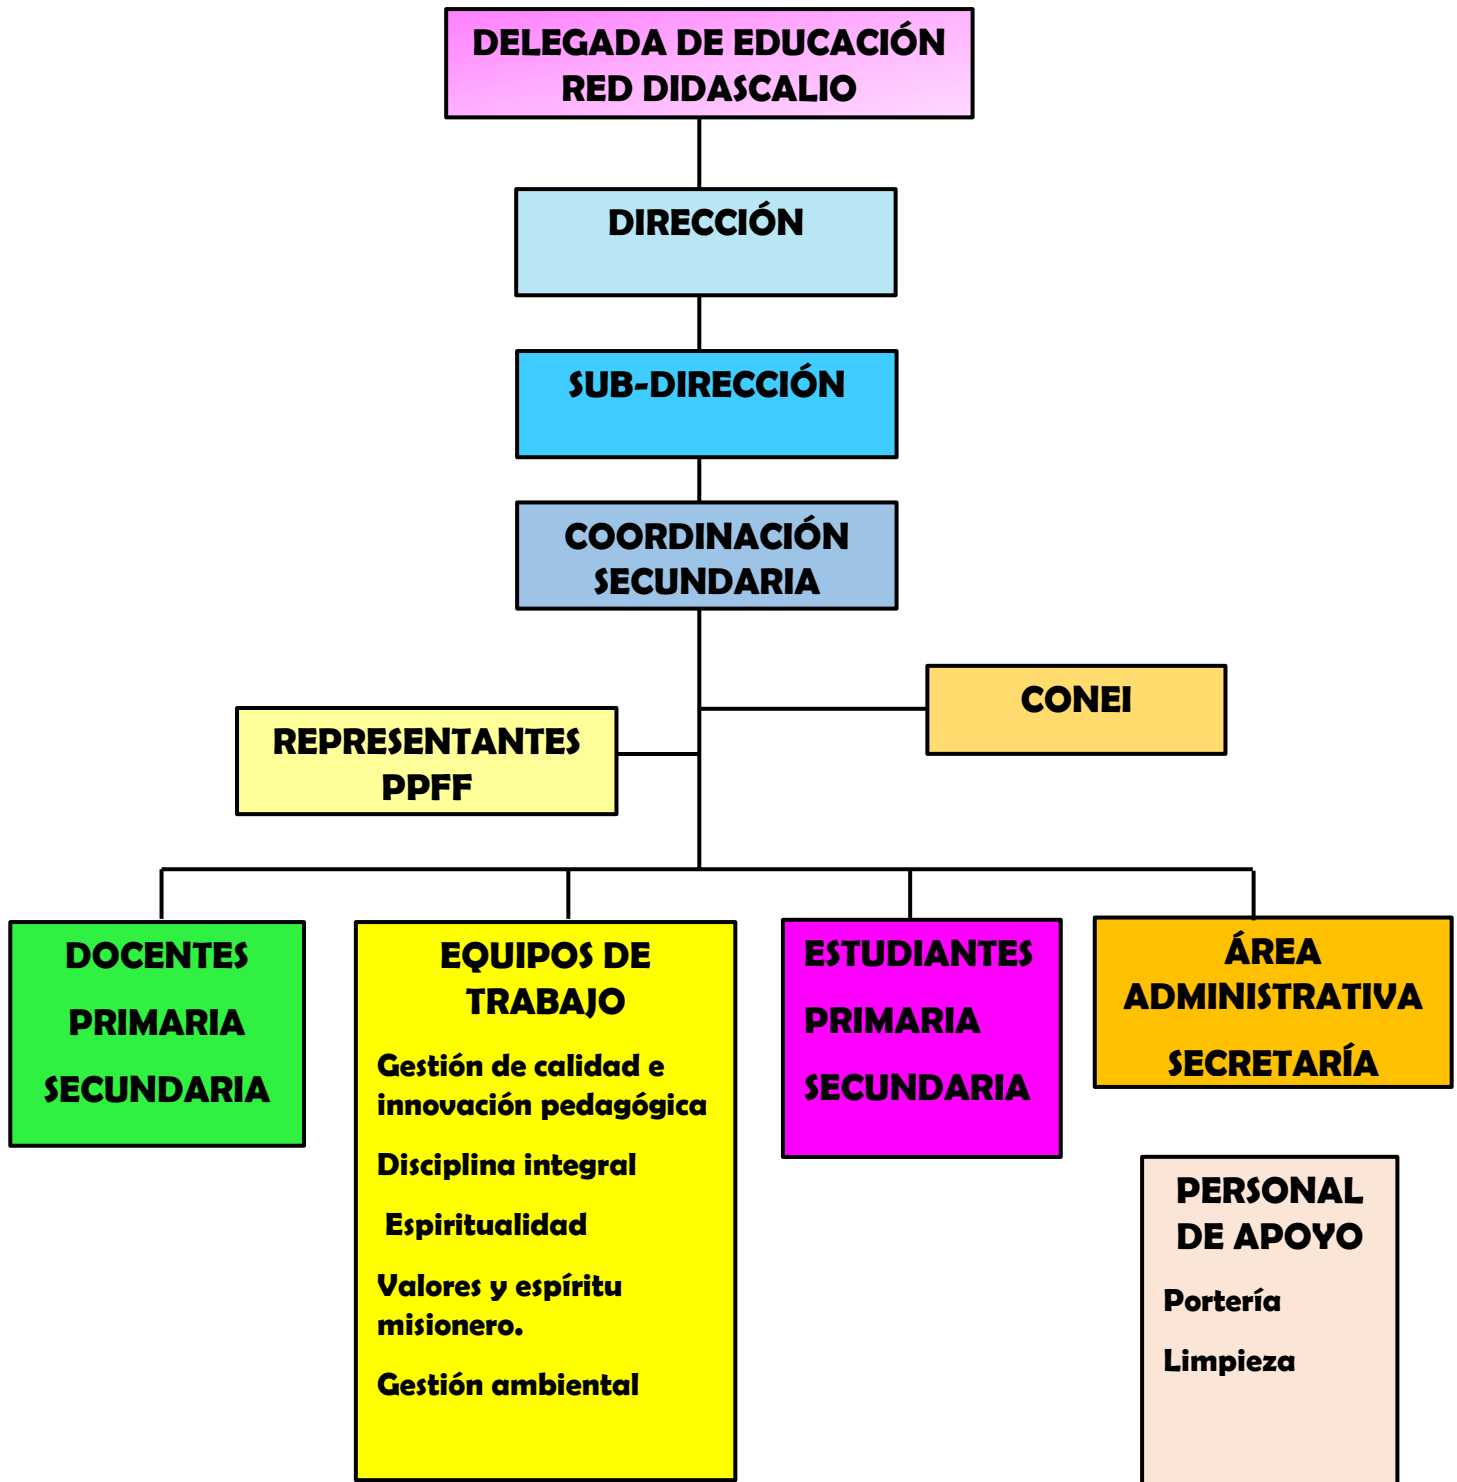 DELEGADA DE EDUCACIÓN
RED DIDASCALIO
DIRECCIÓN
SUB-DIRECCIÓN
COORDINACIÓN
SECUNDARIA
CONEI
REPRESENTANTES
PPFF
DOCENTES
PRIMARIA
SECUNDARIA
EQUIPOS DE
TRABAJO
Gestión de calidad e
innovación pedagógica
Disciplina integral
Espiritualidad
Valores y espíritu
misionero.
Gestión ambiental
ESTUDIANTES
PRIMARIA
SECUNDARIA
ÁREA
ADMINISTRATIVA
SECRETARÍA
PERSONAL
DE APOYO
Portería
Limpieza